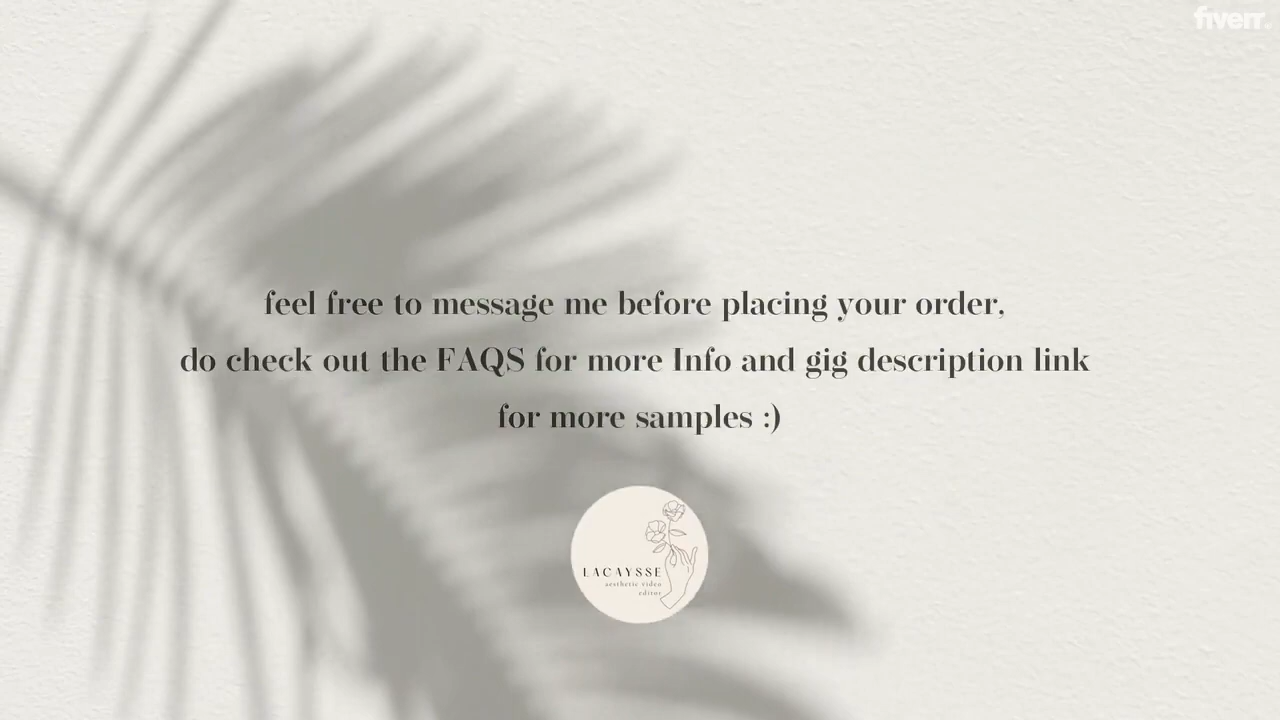 fiverr.
feel free to message me before placing your order,
do check out the FAQS for more Info and gig description link
for more samples :)
LACAYSSE
aesthetic video
editor